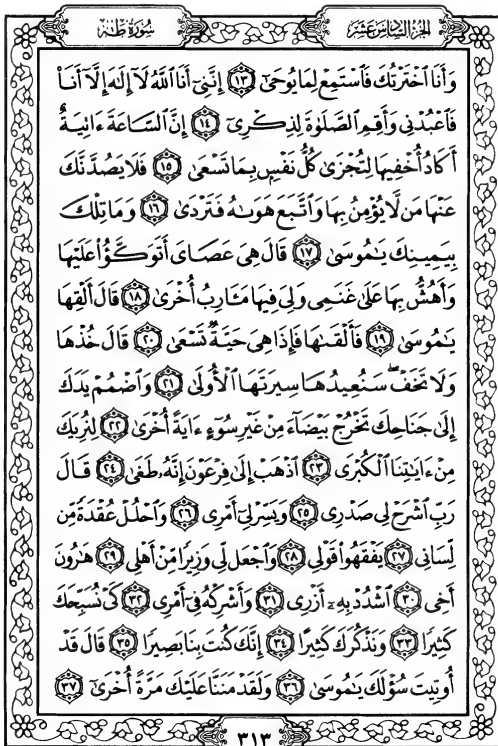 سُورَةُ طه
الجُزْءُ السَّادِسَ عَشَرَ
وَأَنَا ٱخْتَرْتُكَ فَٱسْتَمِعْ لِمَا يُوحَىٰٓ ١٣ إِنَّنِىٓ أَنَا ٱللَّهُ لَآ إِلَٰهَ إِلَّآ أَنَا۠
فَٱعْبُدْنِى وَأَقِمِ ٱلصَّلَوٰةَ لِذِكْرِىٓ ١٤ إِنَّ ٱلسَّاعَةَ ءَاتِيَةٌ
أَكَادُ أُخْفِيهَا لِتُجْزَىٰ كُلُّ نَفْسٍۭ بِمَا تَسْعَىٰ ١٥ فَلَا يَصُدَّنَّكَ
عَنْهَا مَن لَّا يُؤْمِنُ بِهَا وَٱتَّبَعَ هَوَىٰهُ فَتَرْدَىٰ ١٦ وَمَا تِلْكَ
بِيَمِينِكَ يَٰمُوسَىٰ ١٧ قَالَ هِىَ عَصَاىَ أَتَوَكَّؤُا۟ عَلَيْهَا
وَأَهُشُّ بِهَا عَلَىٰ غَنَمِى وَلِىَ فِيهَا مَـَٔارِبُ أُخْرَىٰ ١٨ قَالَ أَلْقِهَا
يَٰمُوسَىٰ ١٩ فَأَلْقَىٰهَا فَإِذَا هِىَ حَيَّةٌ تَسْعَىٰ ٢٠ قَالَ خُذْهَا
وَلَا تَخَفْ ۖ سَنُعِيدُهَا سِيرَتَهَا ٱلْأُولَىٰ ٢١ وَٱضْمُمْ يَدَكَ
إِلَىٰ جَنَاحِكَ تَخْرُجْ بَيْضَآءَ مِنْ غَيْرِ سُوٓءٍ ءَايَةً أُخْرَىٰ ٢٢ لِنُرِيَكَ
مِنْ ءَايَٰتِنَا ٱلْكُبْرَى ٢٣ ٱذْهَبْ إِلَىٰ فِرْعَوْنَ إِنَّهُۥ طَغَىٰ ٢٤ قَالَ
رَبِّ ٱشْرَحْ لِى صَدْرِى ٢٥ وَيَسِّرْ لِىٓ أَمْرِى ٢٦ وَٱحْلُلْ عُقْدَةً مِّن
لِّسَانِى ٢٧ يَفْقَهُوا۟ قَوْلِى ٢٨ وَٱجْعَل لِّى وَزِيرًا مِّنْ أَهْلِى ٢٩ هَٰرُونَ
أَخِى ٣٠ ٱشْدُدْ بِهِۦٓ أَزْرِى ٣١ وَأَشْرِكْهُ فِىٓ أَمْرِى ٣٢ كَىْ نُسَبِّحَكَ
كَثِيرًا ٣٣ وَنَذْكُرَكَ كَثِيرًا ٣٤ إِنَّكَ كُنتَ بِنَا بَصِيرًا ٣٥ قَالَ قَدْ
أُوتِيتَ سُؤْلَكَ يَٰمُوسَىٰ ٣٦ وَلَقَدْ مَنَنَّا عَلَيْكَ مَرَّةً أُخْرَىٰٓ ٣٧
٣١٣